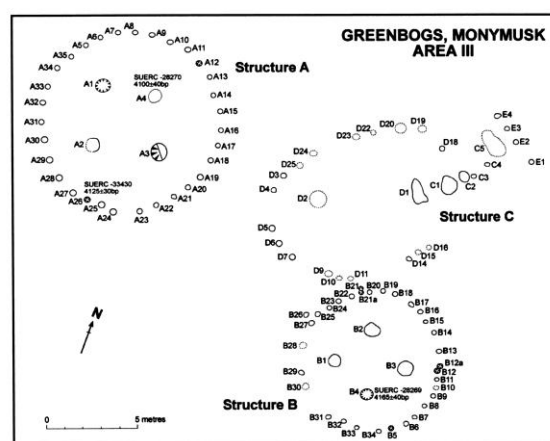 GREENBOGS, MONYMUSK
AREA III
Structure A
A8
A7
A9
A6
A10
A5
A11
A35
A12
A34
SUERC -28270
4100±40bp
A13
A1
A33
A4
A14
A32
A15
A31
A16
A30
A2
A3
A17
A29
A18
A28
SUERC -33430
4125±30bp
A19
A27
A20
A26
A21
A25
A22
A24
A23
E4
D20
D19
D22
E3
D23
C5
E2
D18
D24
E1
D25
C4
D3
C3
D4
C1
C2
D2
D1
Structure C
D5
D6
D16
D7
D15
D14
D9
D11
D10
B21
B20
B19
B22
B21a
B18
B23
B17
B24
B26
B25
B16
B27
B2
B15
B14
B28
B13
B1
B3
B12a
B29
B12
B11
B30
B4
SUERC -28269
4165±40bp
B10
B9
Structure B
B8
B31
B7
B32
B6
B33
B34
B5
N
0
5 metres